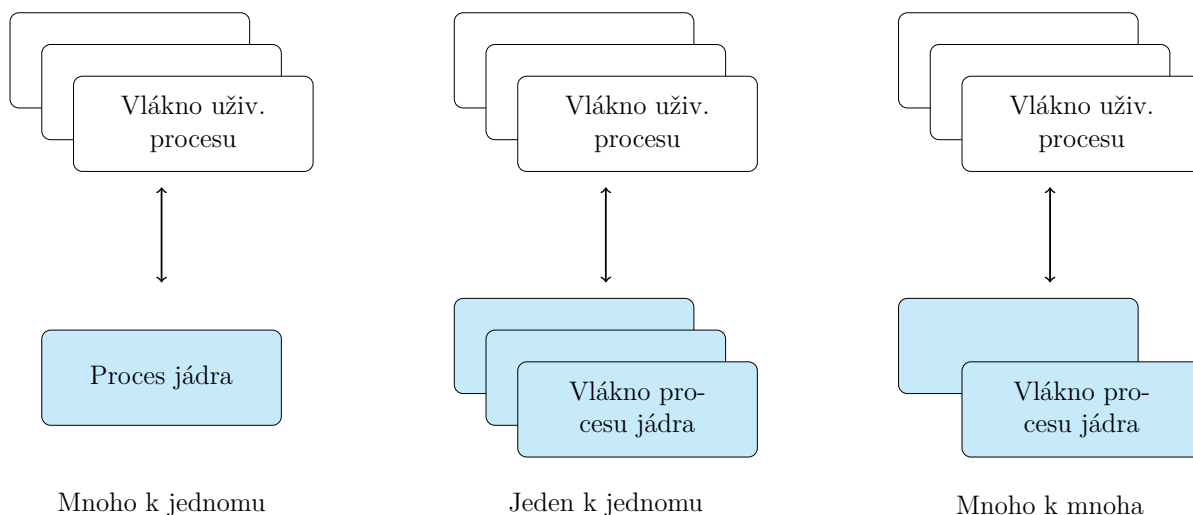 Vlákno uživ.
procesu
Vlákno uživ.
procesu
Vlákno uživ.
procesu
Proces jádra
Vlákno pro-
cesu jádra
Vlákno pro-
cesu jádra
Mnoho k jednomu
Jeden k jednomu
Mnoho k mnoha